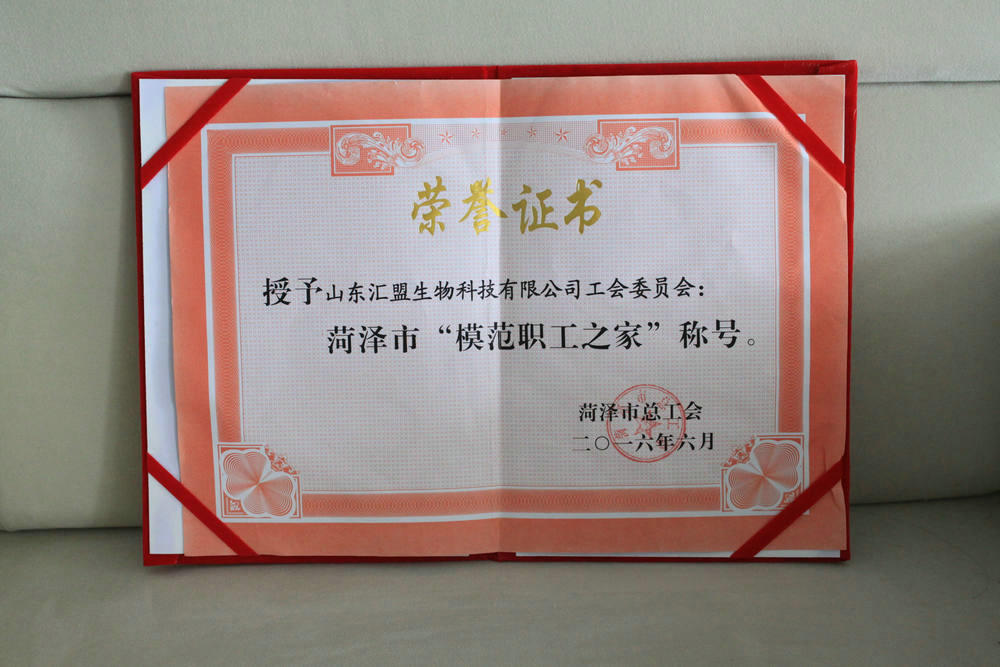 荣誉证书
授予山东汇盟生物科技有限公司工会委员会：
菏泽市“模范职工之家”称号。
菏泽市总工会
二〇一六年六月